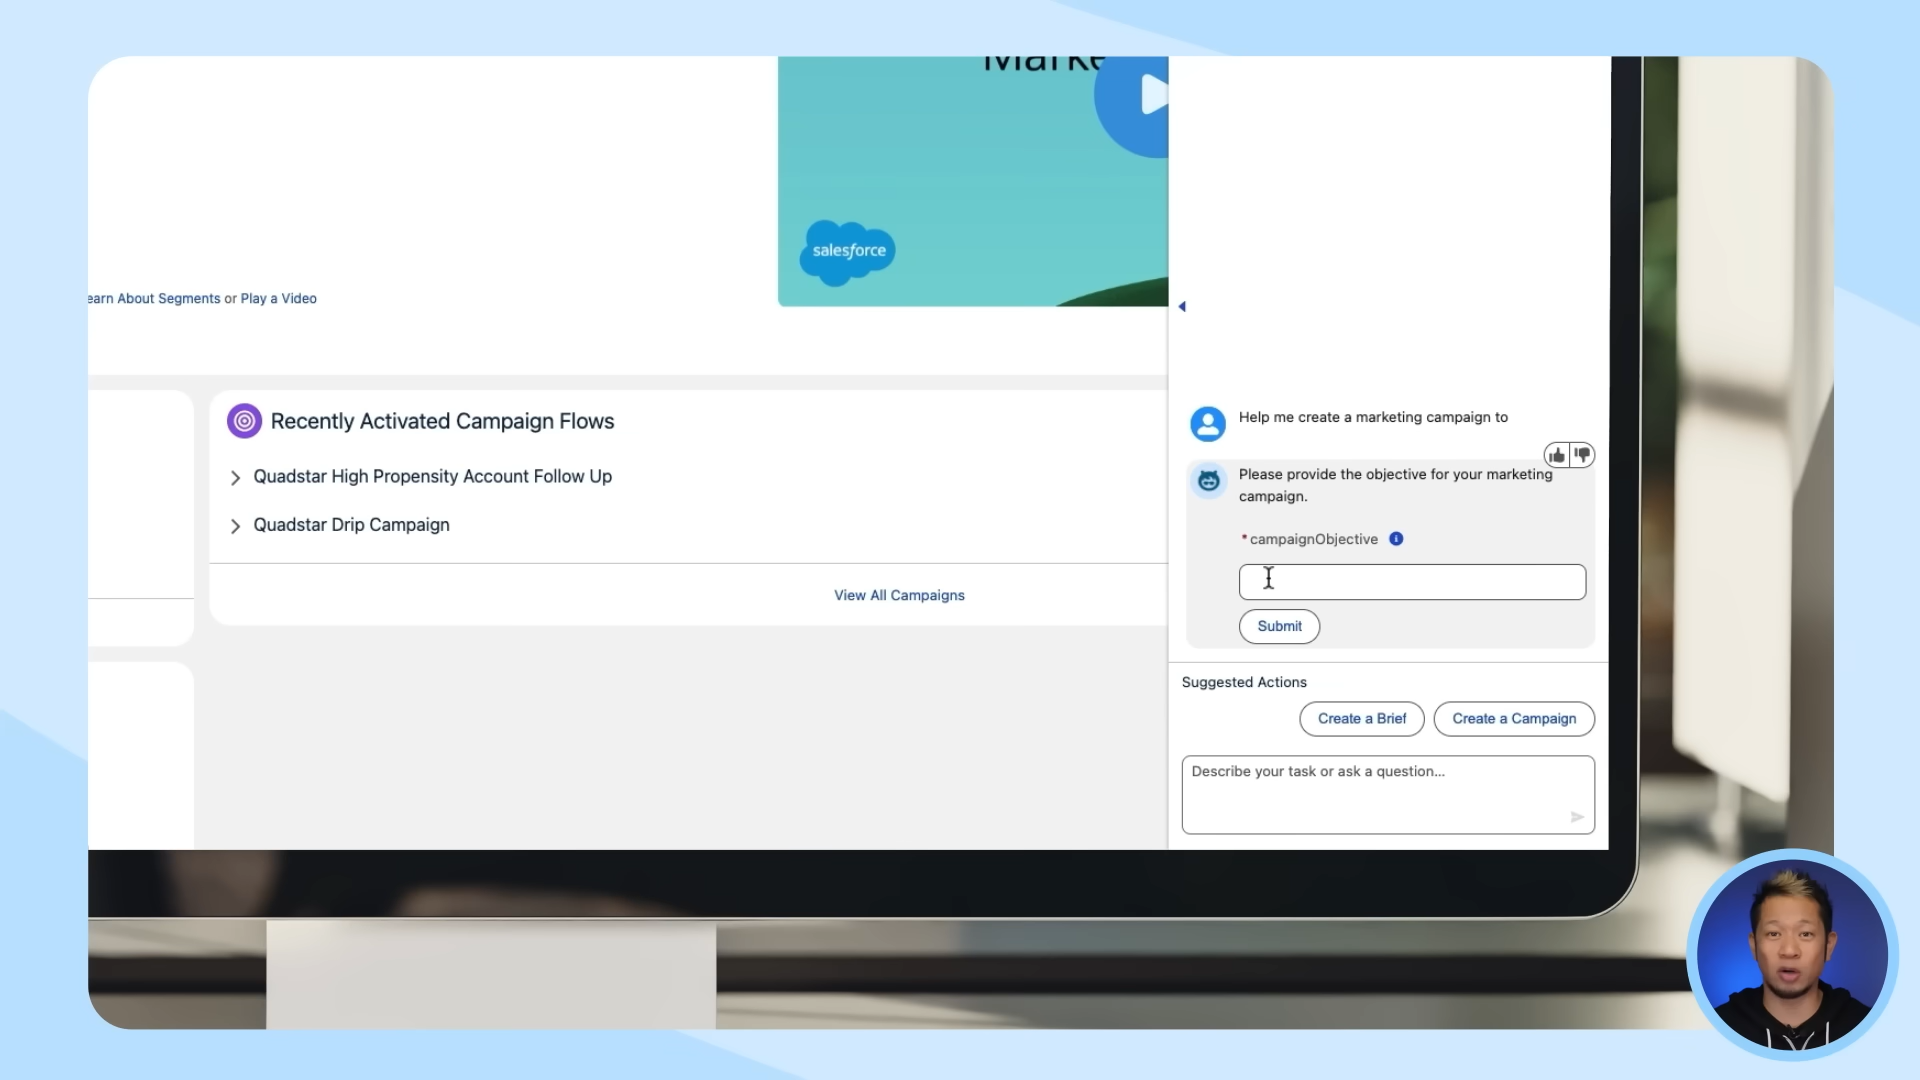 salesforce
earn About Segments or Play a Video
Recently Activated Campaign Flows
Quadstar High Propensity Account Follow Up
Quadstar Drip Campaign
View All Campaigns
Help me create a marketing campaign to
Please provide the objective for your marketing
campaign.
* campaignObjective
Submit
Suggested Actions
Create a Brief
Create a Campaign
Describe your task or ask a question...